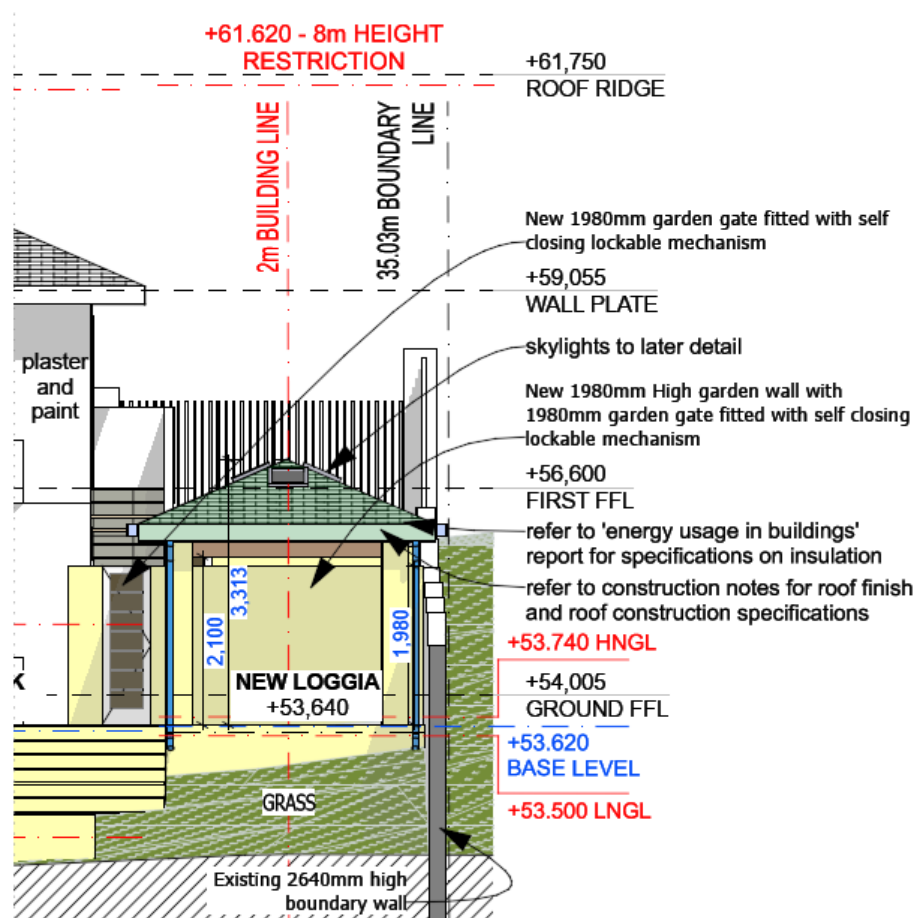 +61.620 - 8m HEIGHT
RESTRICTION
+61,750
ROOF RIDGE
2m BUILDING LINE
35.03m BOUNDARY
LINE
New 1980mm garden gate fitted with self
closing lockable mechanism
+59,055
WALL PLATE
plaster
and
paint
skylights to later detail
New 1980mm High garden wall with
1980mm garden gate fitted with self closing
lockable mechanism
+56,600
FIRST FFL
refer to 'energy usage in buildings'
report for specifications on insulation
refer to construction notes for roof finish
and roof construction specifications
2,100
3,313
1,980
+53.740 HNGL
K
NEW LOGGIA
+53,640
+54,005
GROUND FFL
+53.620
BASE LEVEL
GRASS
+53.500 LNGL
Existing 2640mm high
boundary wall